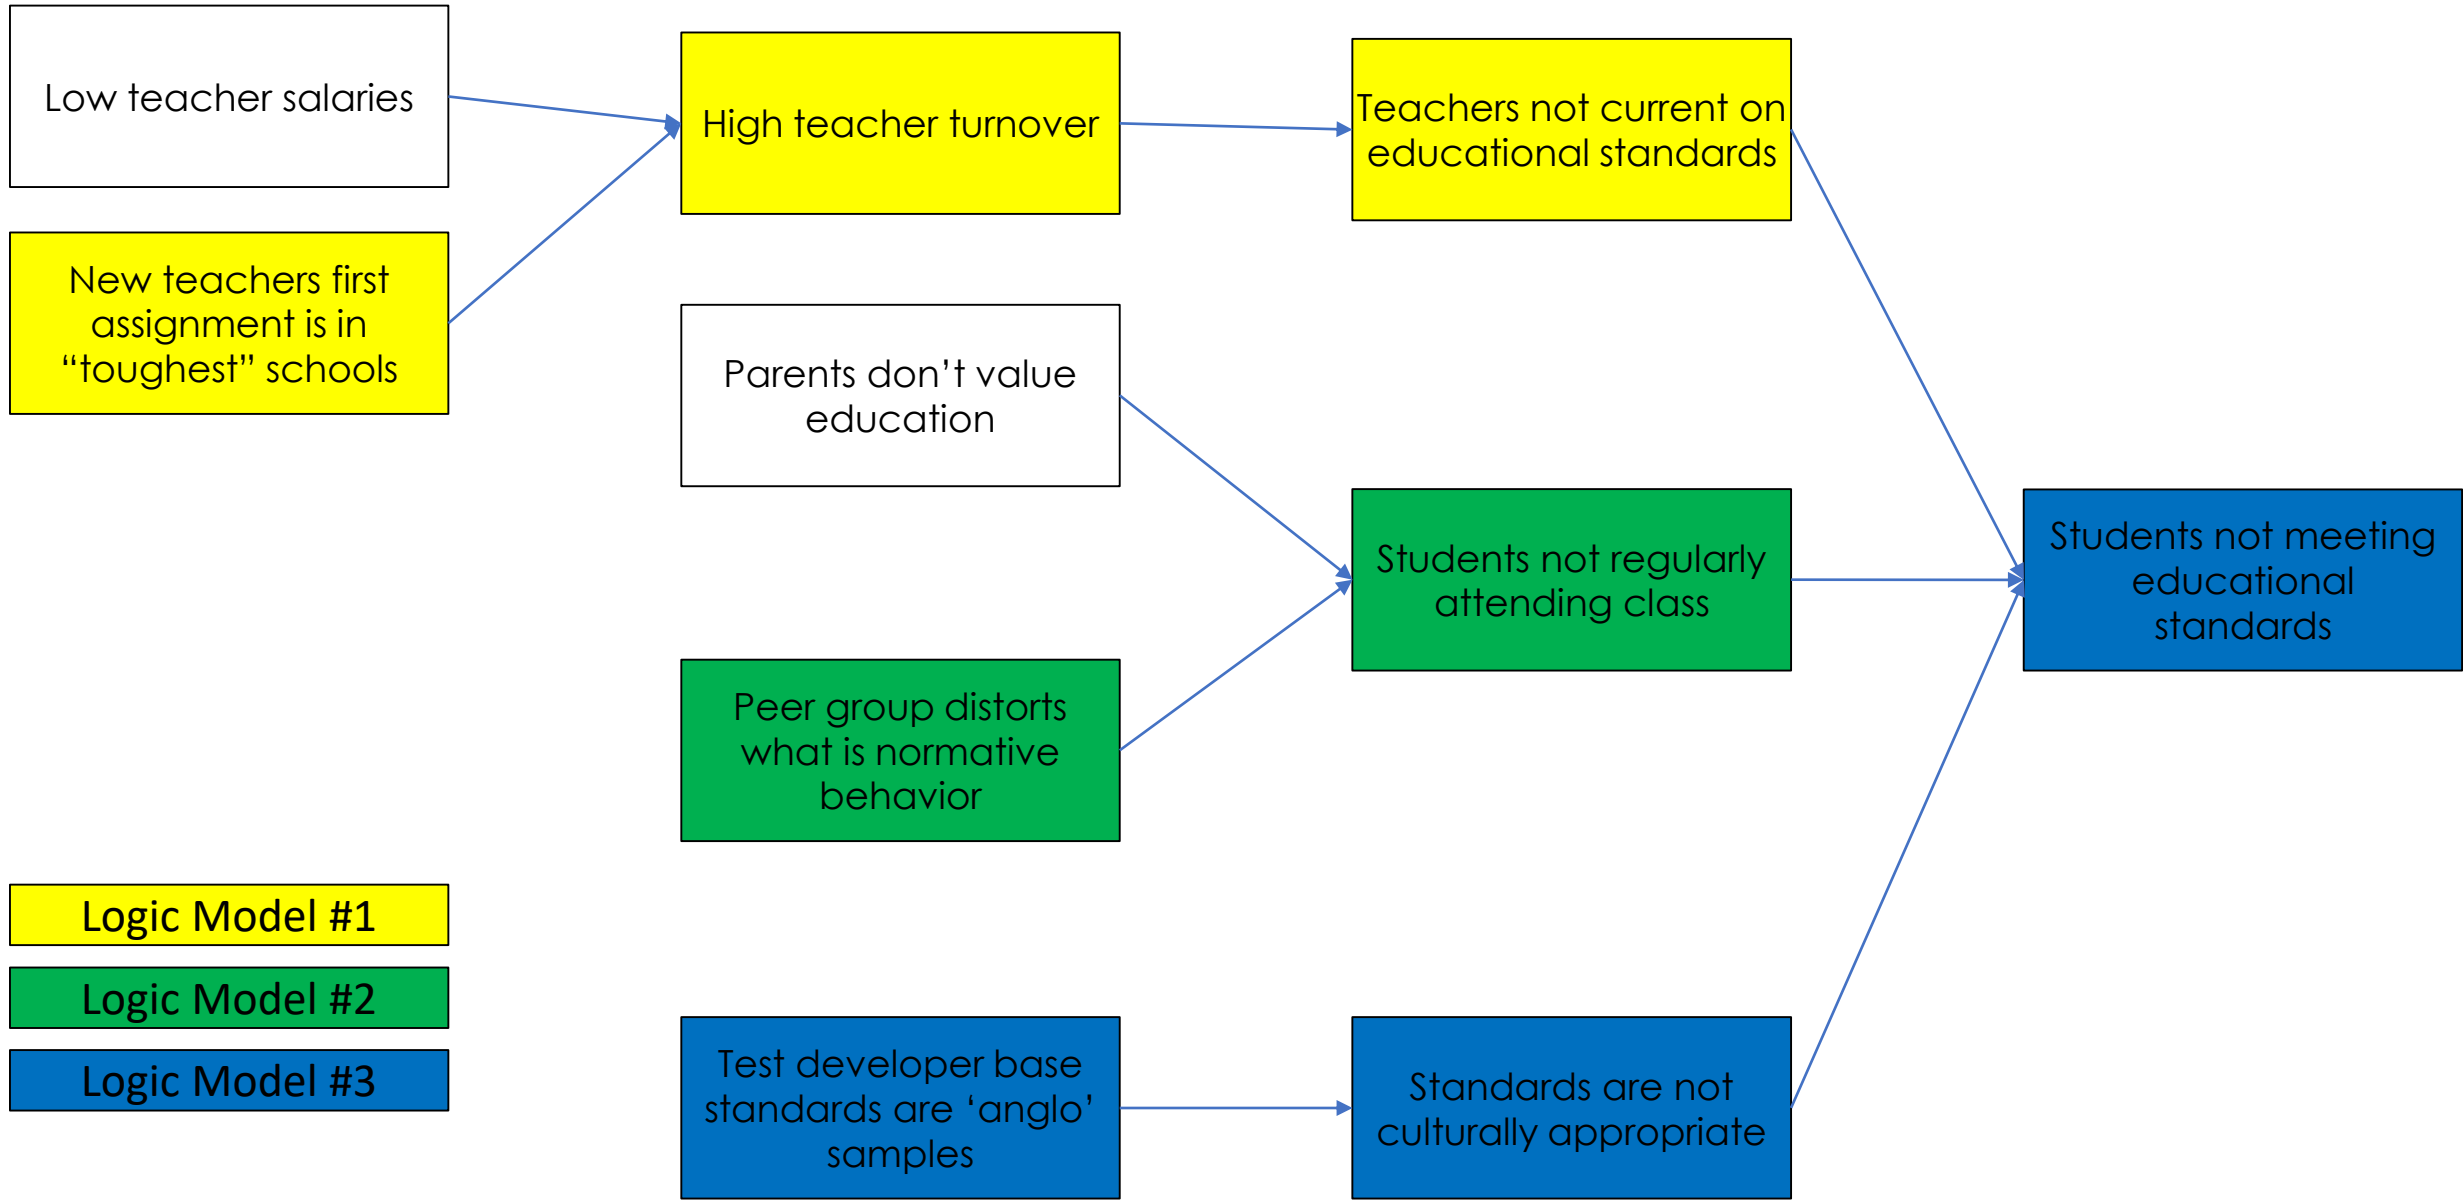 Low teacher salaries
High teacher turnover
Teachers not current on
educational standards
New teachers first
assignment is in
“toughest” schools
Parents don’t value
education
Students not regularly
attending class
Students not meeting
educational
standards
Peer group distorts
what is normative
behavior
Logic Model #1
Logic Model #2
Logic Model #3
Test developer base
standards are ‘anglo’
samples
Standards are not
culturally appropriate